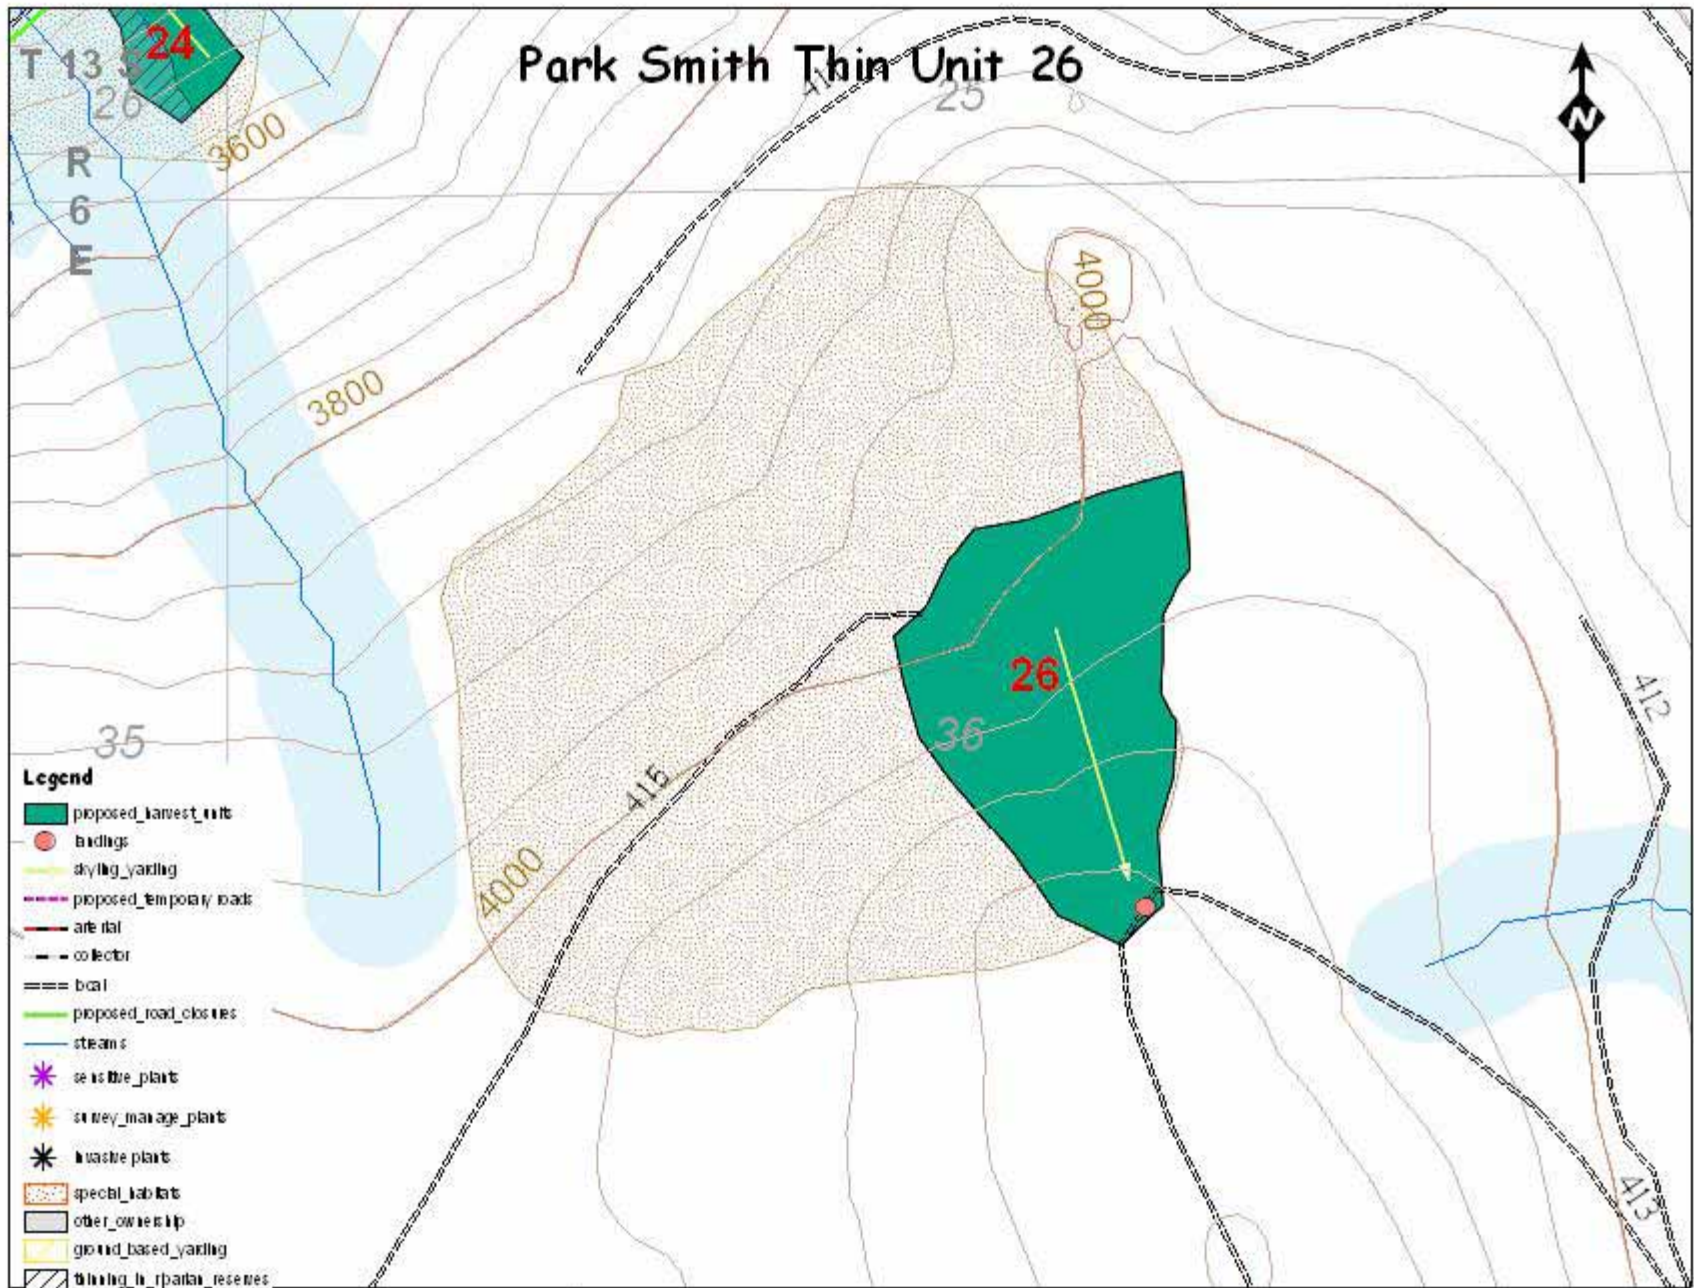 Park Smith Thin Unit 26
24
T 13 S
26
R
6
E
3600
411
25
N
4000
3800
26
36
35
415
4000
412
413
Legend
proposed_harvest_units
landings
skyline_yarding
proposed_temporary roads
arterial
collector
local
proposed_road_closures
streams
sensitive_plants
survey_manage_plants
invasive plants
special_habitats
other_ownership
ground_based_yarding
thinning_in_riparian_reserves